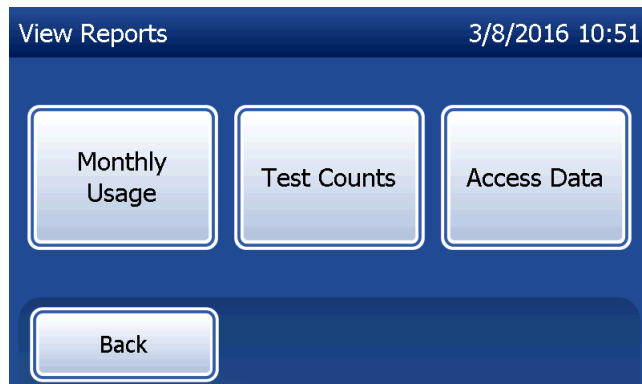 View Reports 3/8/2016 10:51
Monthly
Usage
Test Counts
Access Data
Back